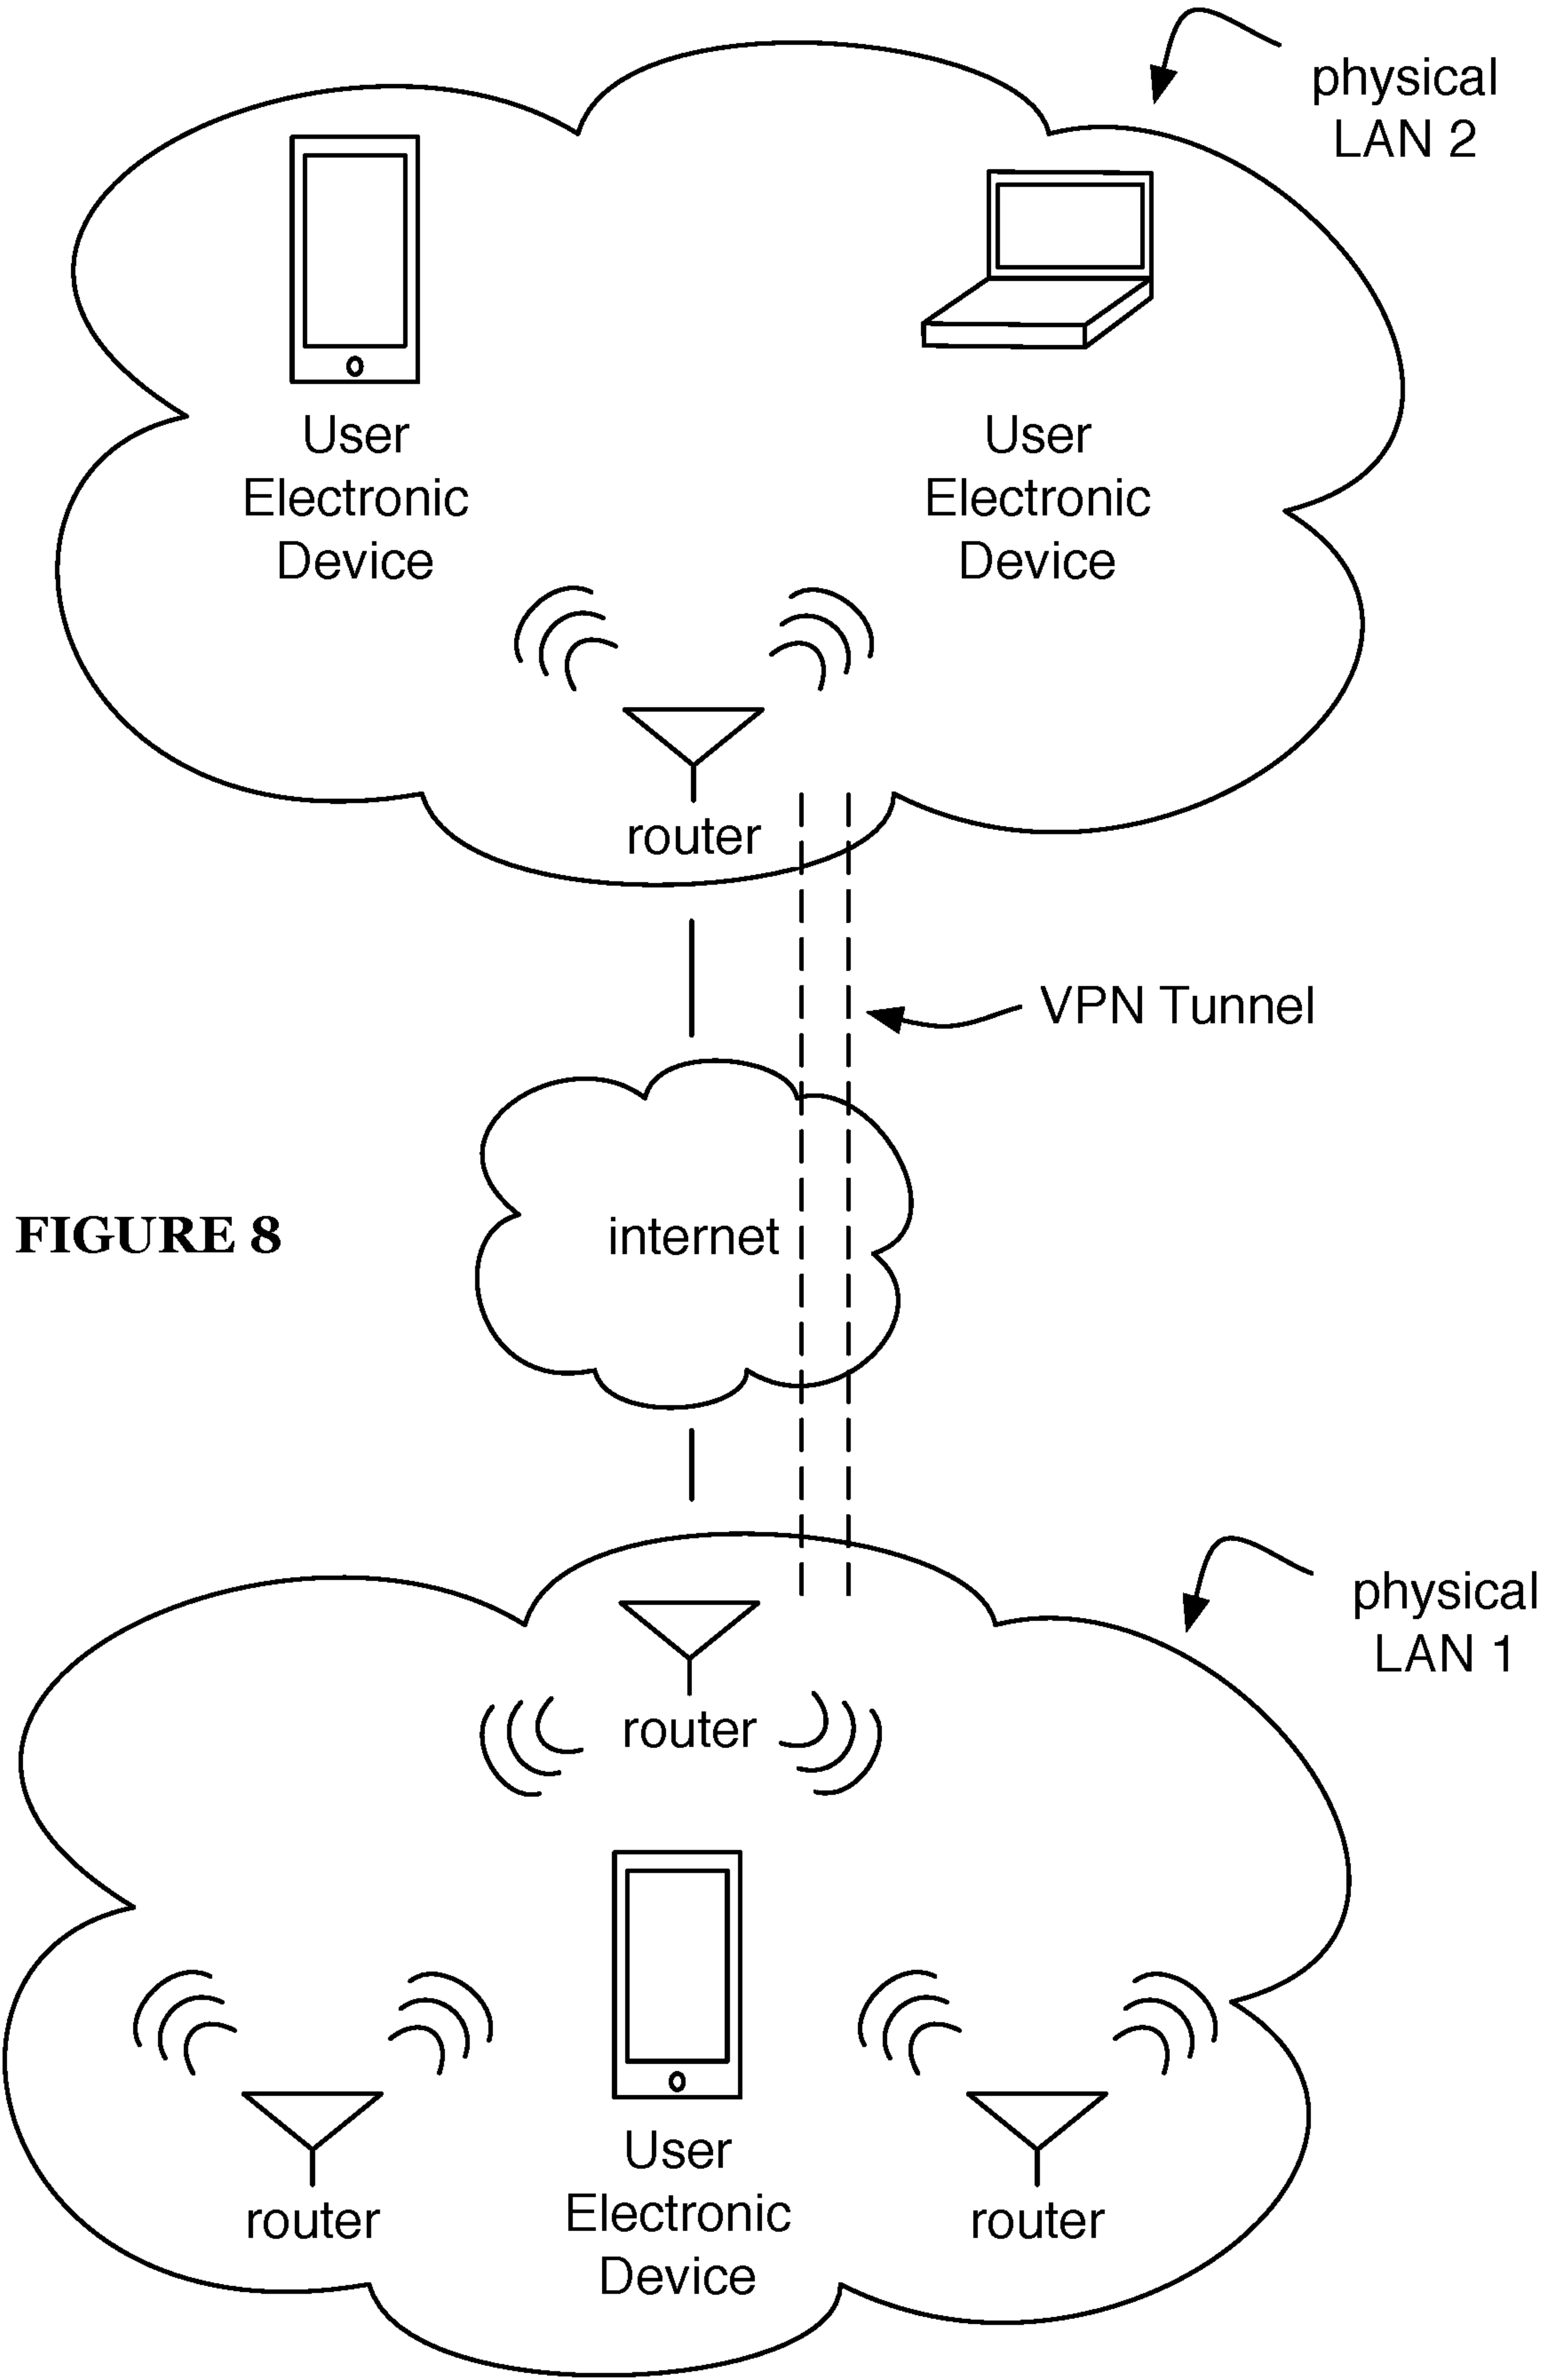 physical
LAN 2
User
Electronic
Device
User
Electronic
Device
router
VPN Tunnel
FIGURE 8
internet
physical
LAN 1
router
User
Electronic
Device
router
router